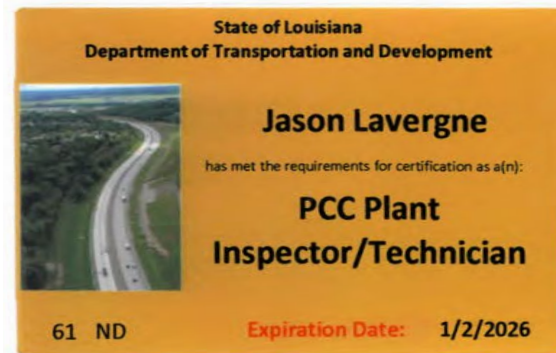 State of Louisiana
Department of Transportation and Development
Jason Lavergne
has met the requirements for certification as a(n):
PCC Plant
Inspector/Technician
61 ND
Expiration Date: 1/2/2026